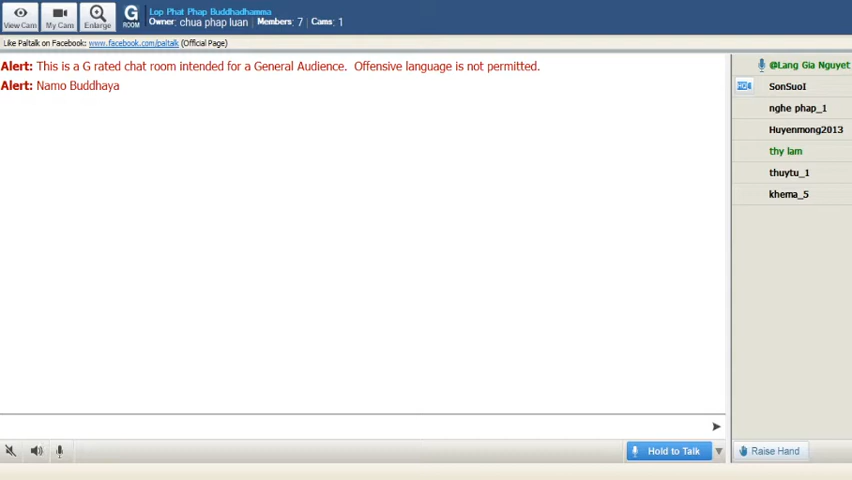 View Cam
My Cam
Enlarge
G
ROOM
Lop Phat Phap Buddhadhamma
Owner: chua phap luan | Members: 7 | Cams: 1
Like Paltalk on Facebook: www.facebook.com/paltalk (Official Page)
Alert: This is a G rated chat room intended for a General Audience. Offensive language is not permitted.
Alert: Namo Buddhaya
@Lang Gia Nguyet
SonSuoI
nghe phap_1
Huyenmong2013
thy lam
thuytu_1
khema_5
Hold to Talk
Raise Hand